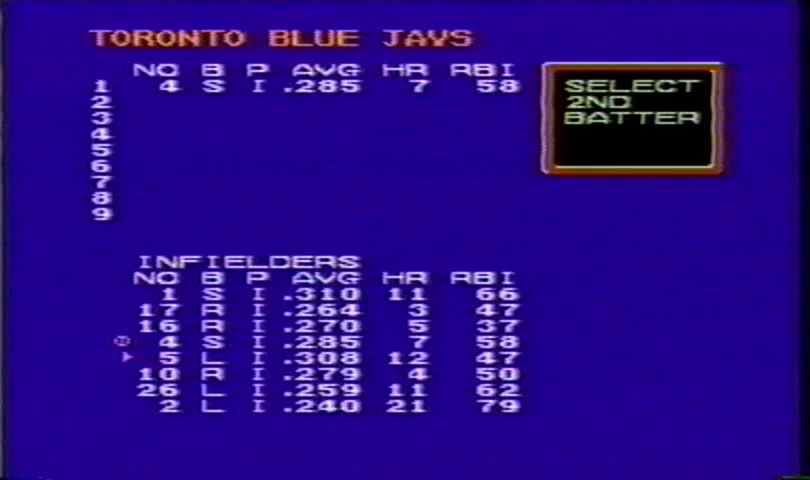 TORONTO BLUE JAYS
NO B P AVG HR RBI
1 4 S I .285 7 58
2
3
4
5
6
7
8
9
SELECT
2ND
BATTER
INFIELDERS
NO B P AVG HR RBI
1 S I .310 11 66
17 R I .264 3 47
16 R I .270 5 37
4 S I .285 7 58
5 L I .308 12 47
10 R I .279 4 50
26 L I .259 11 62
2 L I .240 21 79